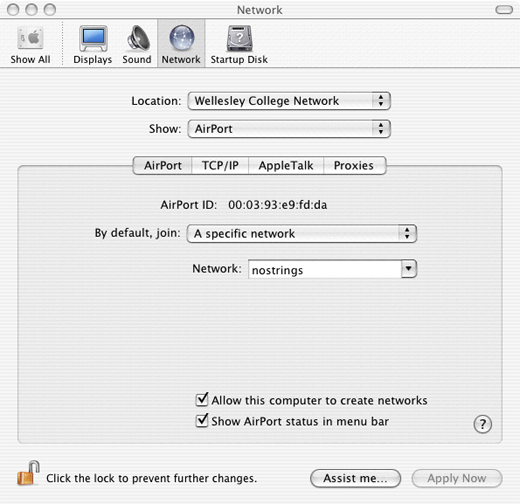 Network
Show All Displays Sound Network Startup Disk
Location: Wellesley College Network
Show: AirPort
AirPort TCP/IP AppleTalk Proxies
AirPort ID: 00:03:93:e9:fd:da
By default, join: A specific network
Network: nostrings
Allow this computer to create networks
Show AirPort status in menu bar
?
Click the lock to prevent further changes. Assist me... Apply Now